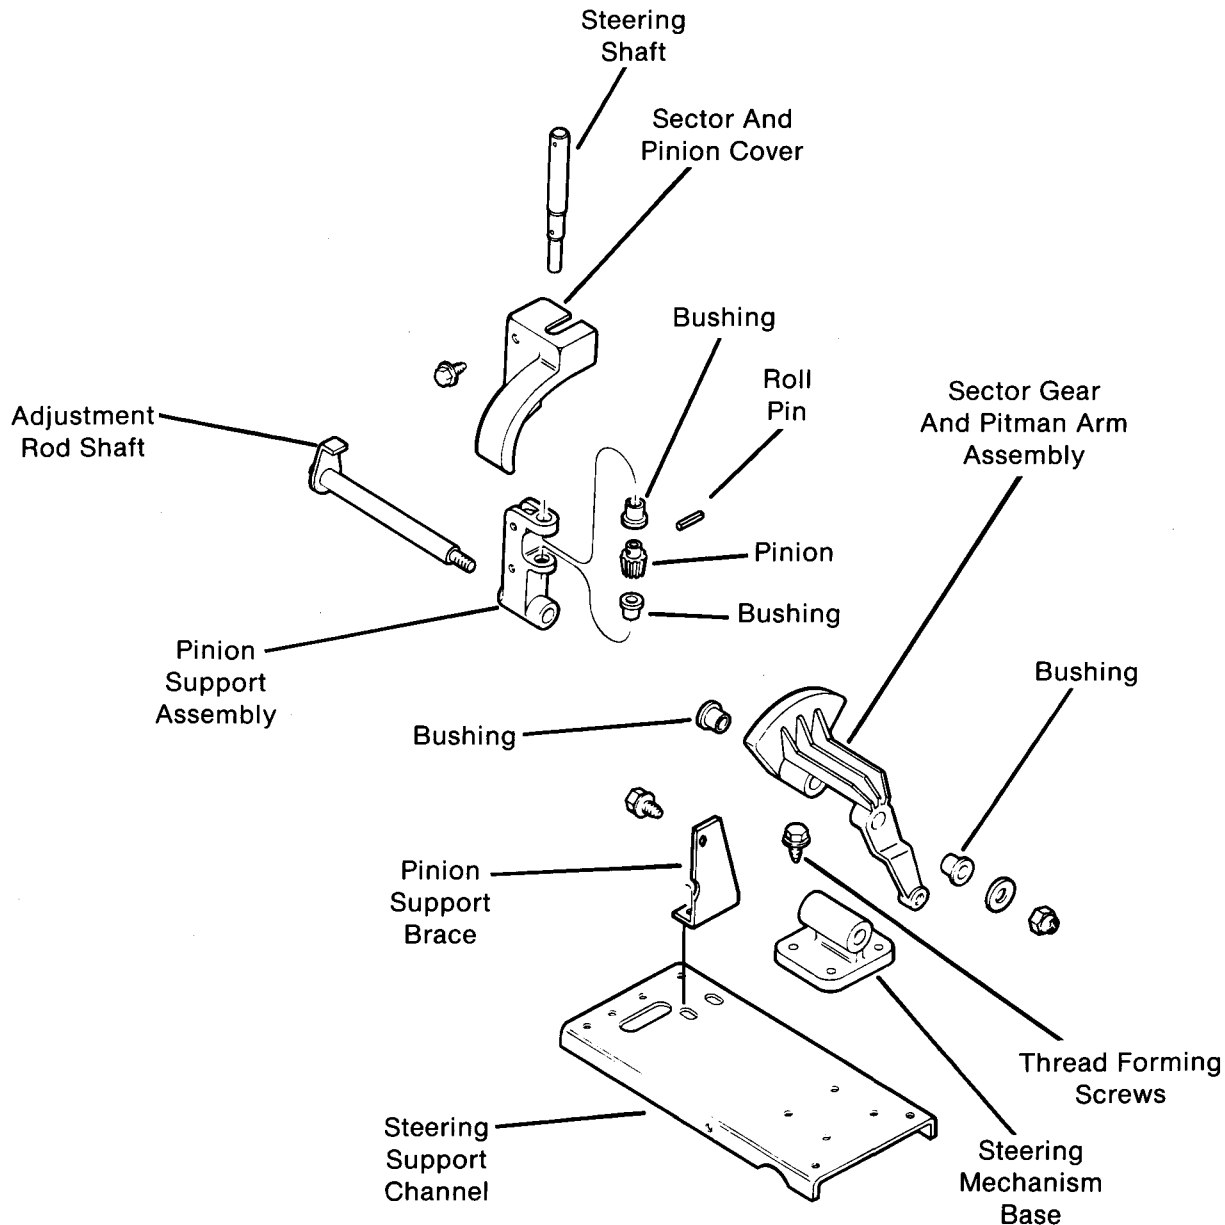 Steering
Shaft
Sector And
Pinion Cover
Bushing
Roll
Pin
Sector Gear
And Pitman Arm
Assembly
Adjustment
Rod Shaft
Pinion
Bushing
Pinion
Support
Assembly
Bushing
Bushing
Pinion
Support
Brace
Thread Forming
Screws
Steering
Support
Channel
Steering
Mechanism
Base